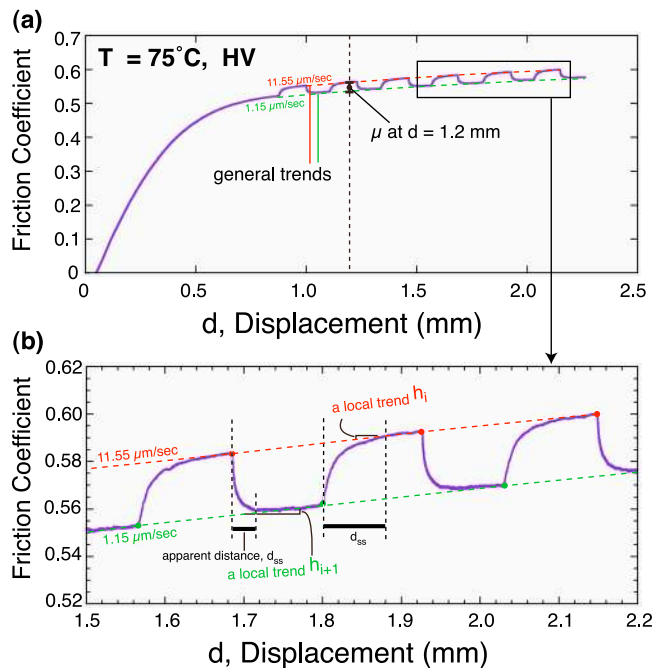 (a)
T = 75°C, HV
0.7
0.6
0.5
0.4
0.3
0.2
0.1
0
Friction Coefficient
11.55 µm/sec
1.15 µm/sec
µ at d = 1.2 mm
general trends
0 0.5 1.0 1.5 2.0 2.5
d, Displacement (mm)
(b)
0.62
0.60
0.58
0.56
0.54
0.52
Friction Coefficient
a local trend hi
11.55 µm/sec
1.15 µm/sec
apparent distance, dss
dss
a local trend hi+1
1.5 1.6 1.7 1.8 1.9 2.0 2.1 2.2
d, Displacement (mm)